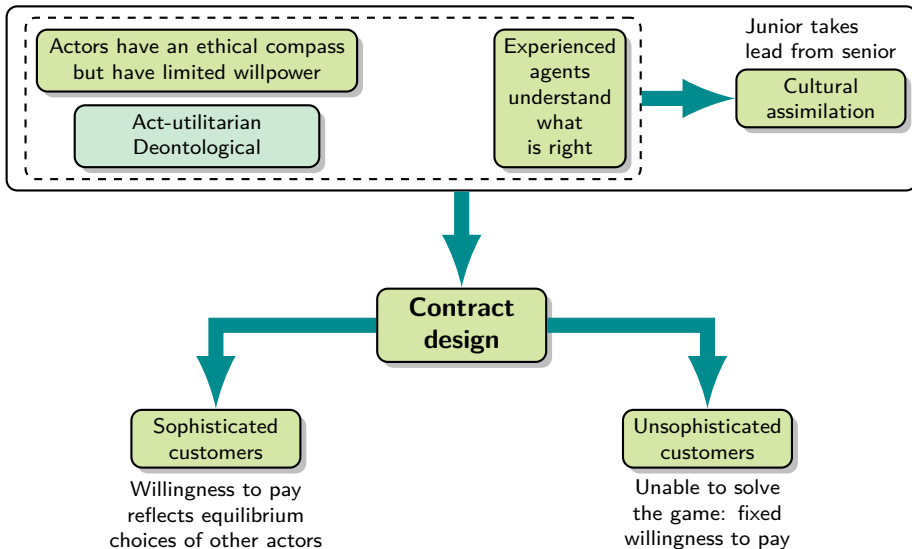 Actors have an ethical compass
but have limited willpower
Act-utilitarian
Deontological
Experienced
agents
understand
what
is right
Junior takes
lead from senior
Cultural
assimilation
Contract
design
Sophisticated
customers
Willingness to pay
reflects equilibrium
choices of other actors
Unsophisticated
customers
Unable to solve
the game: fixed
willingness to pay